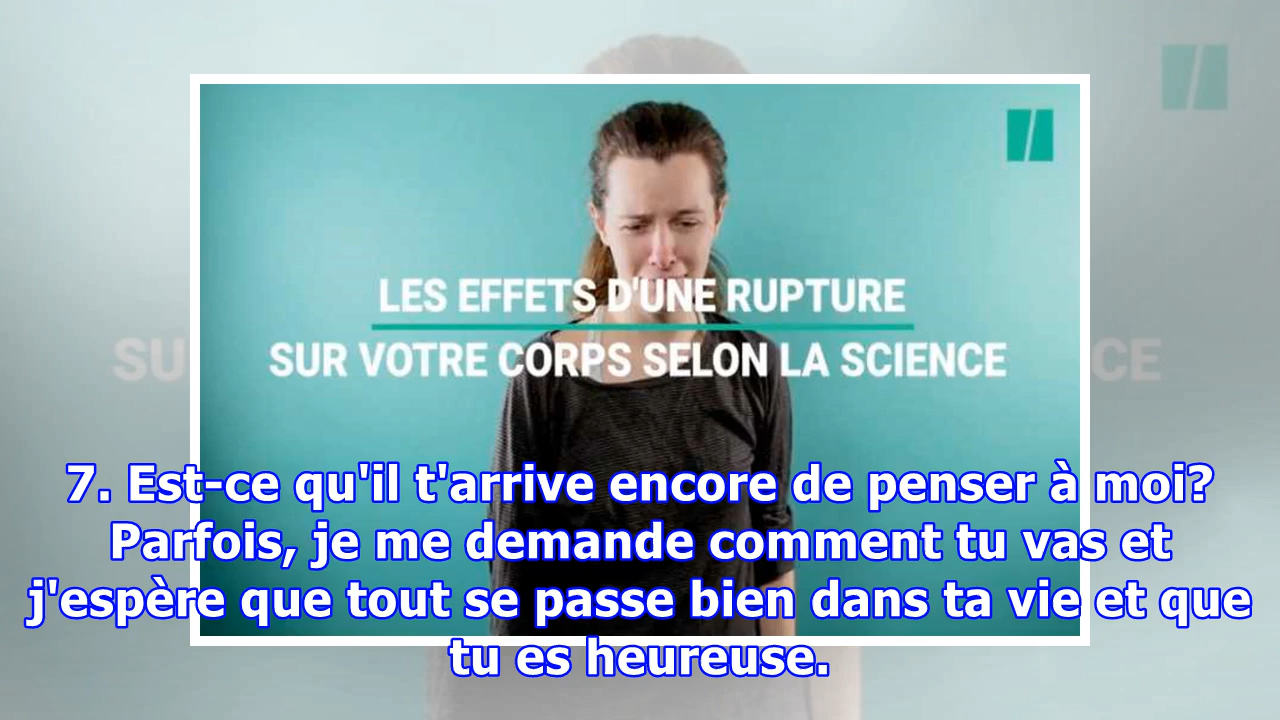 LES EFFETS D'UNE RUPTURE
SUR VOTRE CORPS SELON LA SCIENCE
SU
CE
7. Est-ce qu'il t'arrive encore de penser à moi?
Parfois, je me demande comment tu vas et
j'espère que tout se passe bien dans ta vie et que
tu es heureuse.